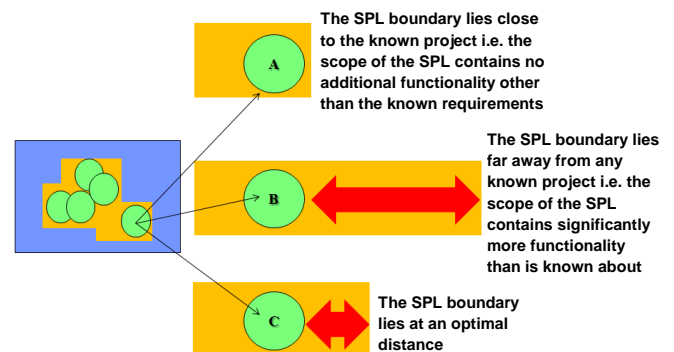 The SPL boundary lies close
to the known project i.e. the
scope of the SPL contains no
additional functionality other
than the known requirements
A
The SPL boundary lies
far away from any
known project i.e. the
scope of the SPL
contains significantly
more functionality
than is known about
B
C
The SPL boundary
lies at an optimal
distance